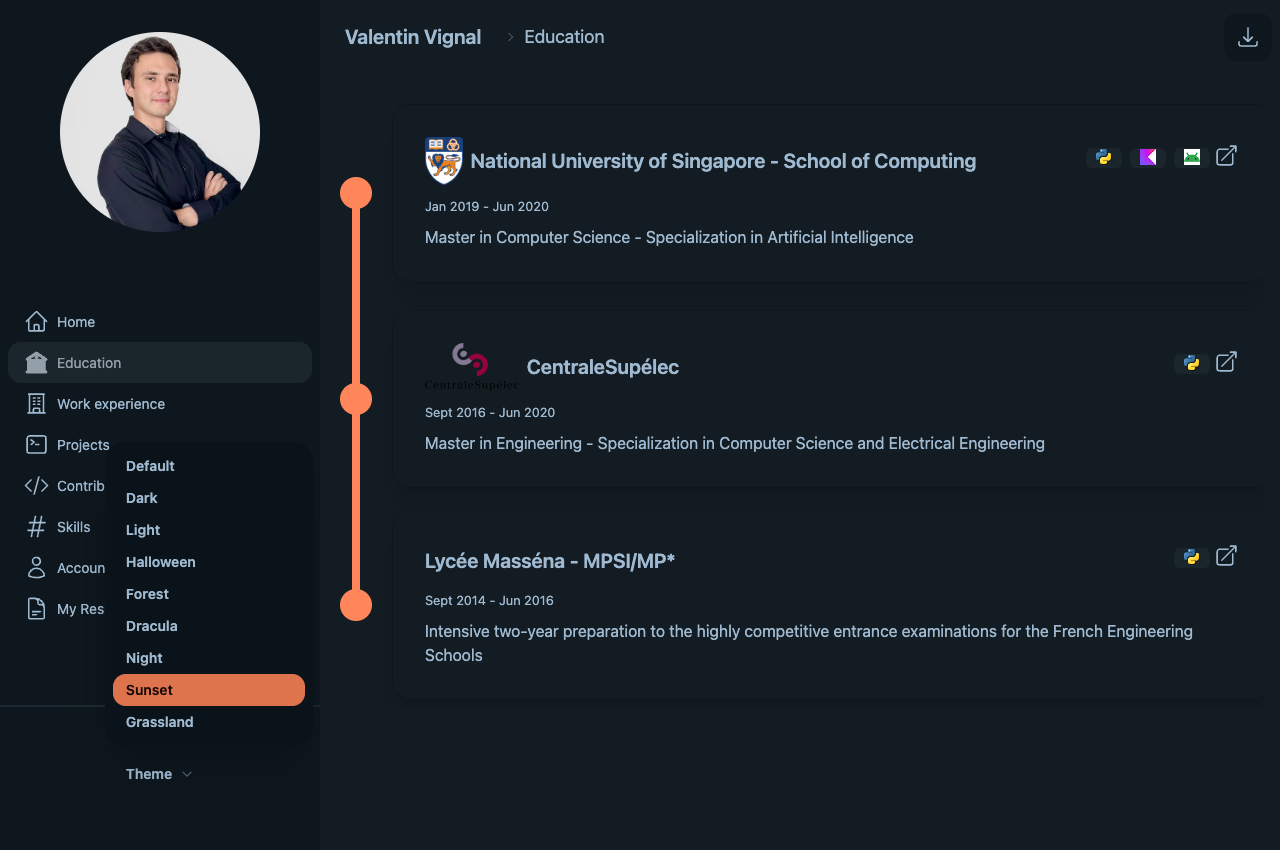 Valentin Vignal
Education
Home
Education
Work experience
Projects
Contrib
Skills
Accoun
My Res
Default
Dark
Light
Halloween
Forest
Dracula
Night
Sunset
Grassland
Theme
National University of Singapore - School of Computing
Jan 2019 - Jun 2020
Master in Computer Science - Specialization in Artificial Intelligence
CentraleSupélec
CentraleSupélec
Sept 2016 - Jun 2020
Master in Engineering - Specialization in Computer Science and Electrical Engineering
Lycée Masséna - MPSI/MP*
Sept 2014 - Jun 2016
Intensive two-year preparation to the highly competitive entrance examinations for the French Engineering
Schools